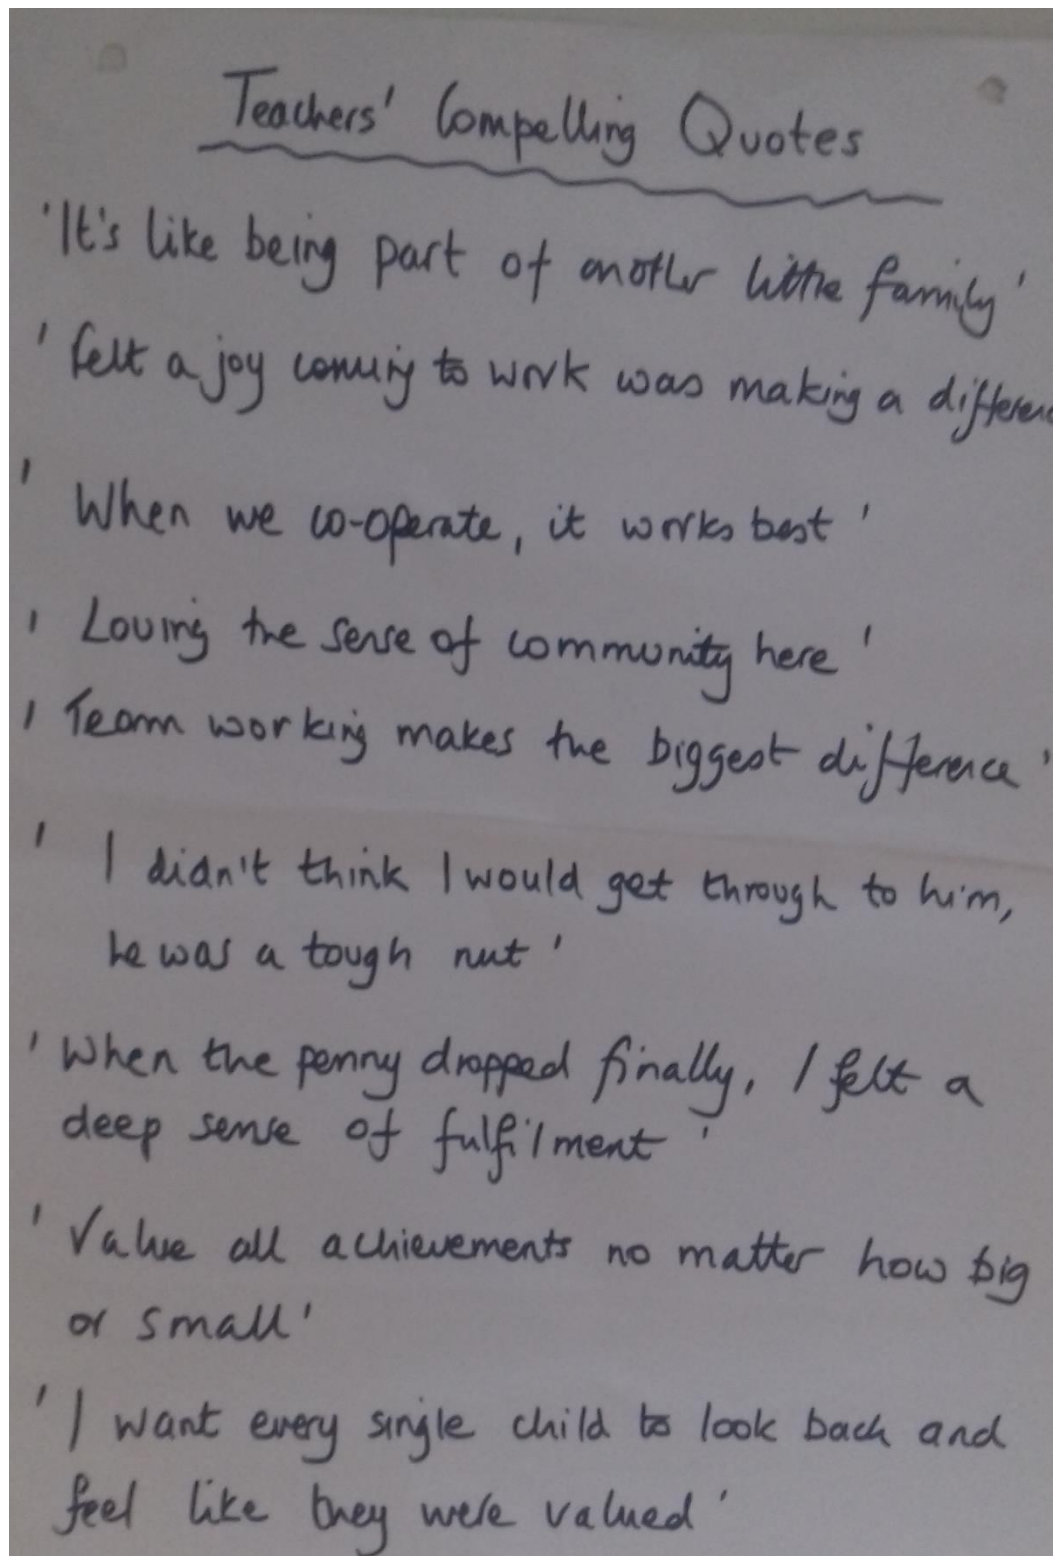 Teachers' Compelling Quotes
'It's like being part of another little family'
'felt a joy coming to work was making a differenc
'When we co-operate, it works best'
'Loving the sense of community here'
'Team working makes the biggest difference'
'I didn't think I would get through to him,
he was a tough nut'
'When the penny dropped finally, I felt a
deep sense of fulfilment'
'Value all achievements no matter how big
or small'
'I want every single child to look back and
feel like they were valued'